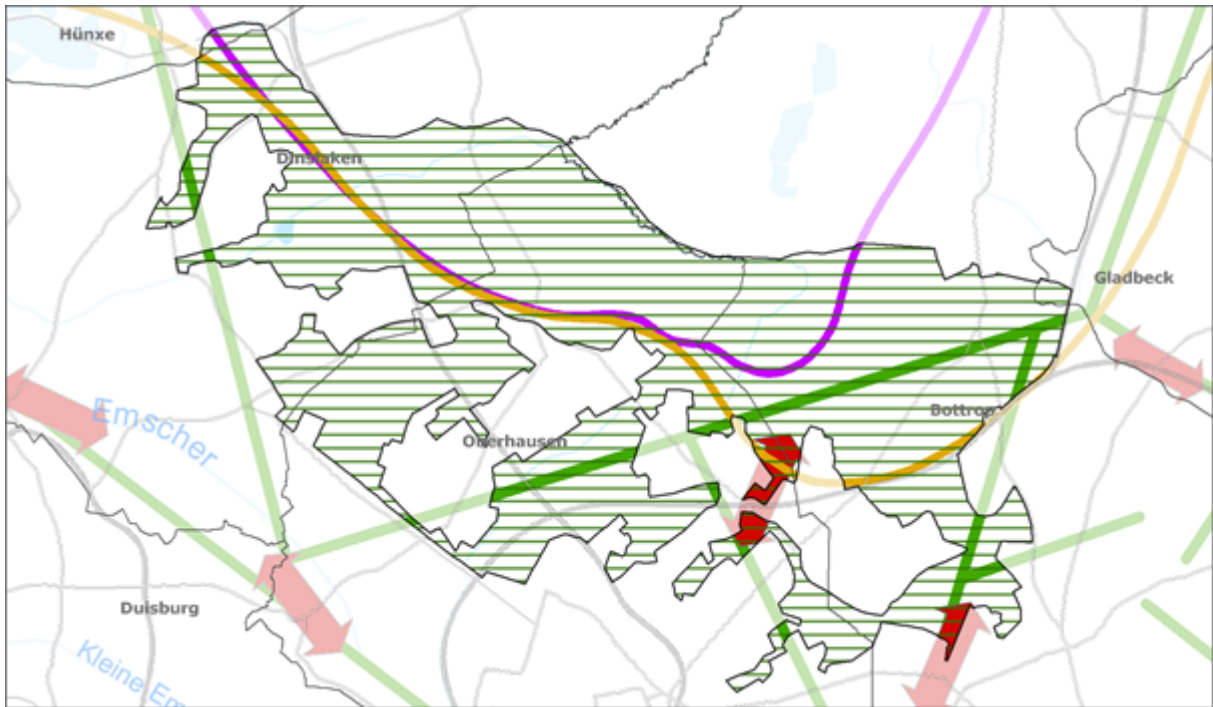 Hünxe
Dinslaken
Gladbeck
Bottrop
Emscher
Oberhausen
Duisburg
Kleine Em